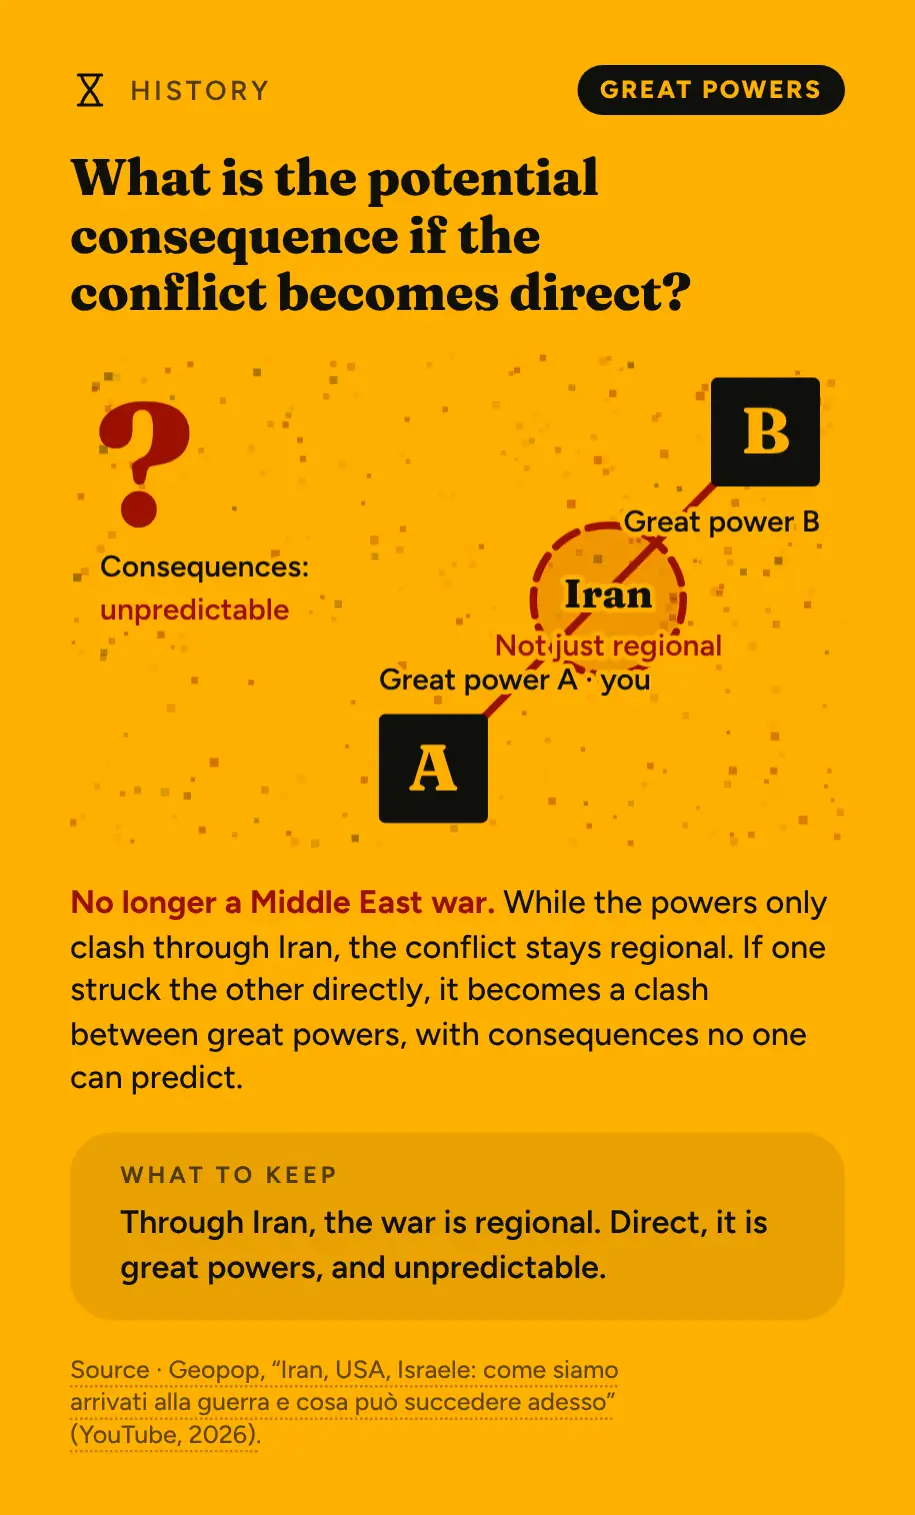 HISTORY
GREAT POWERS
What is the potential
consequence if the
conflict becomes direct?
?
B
Great power B
Consequences:
unpredictable
Iran
Not just regional
Great power A · you
A
No longer a Middle East war. While the powers only
clash through Iran, the conflict stays regional. If one
struck the other directly, it becomes a clash
between great powers, with consequences no one
can predict.
WHAT TO KEEP
Through Iran, the war is regional. Direct, it is
great powers, and unpredictable.
Source · Geopop, “Iran, USA, Israele: come siamo
arrivati alla guerra e cosa può succedere adesso”
(YouTube, 2026).